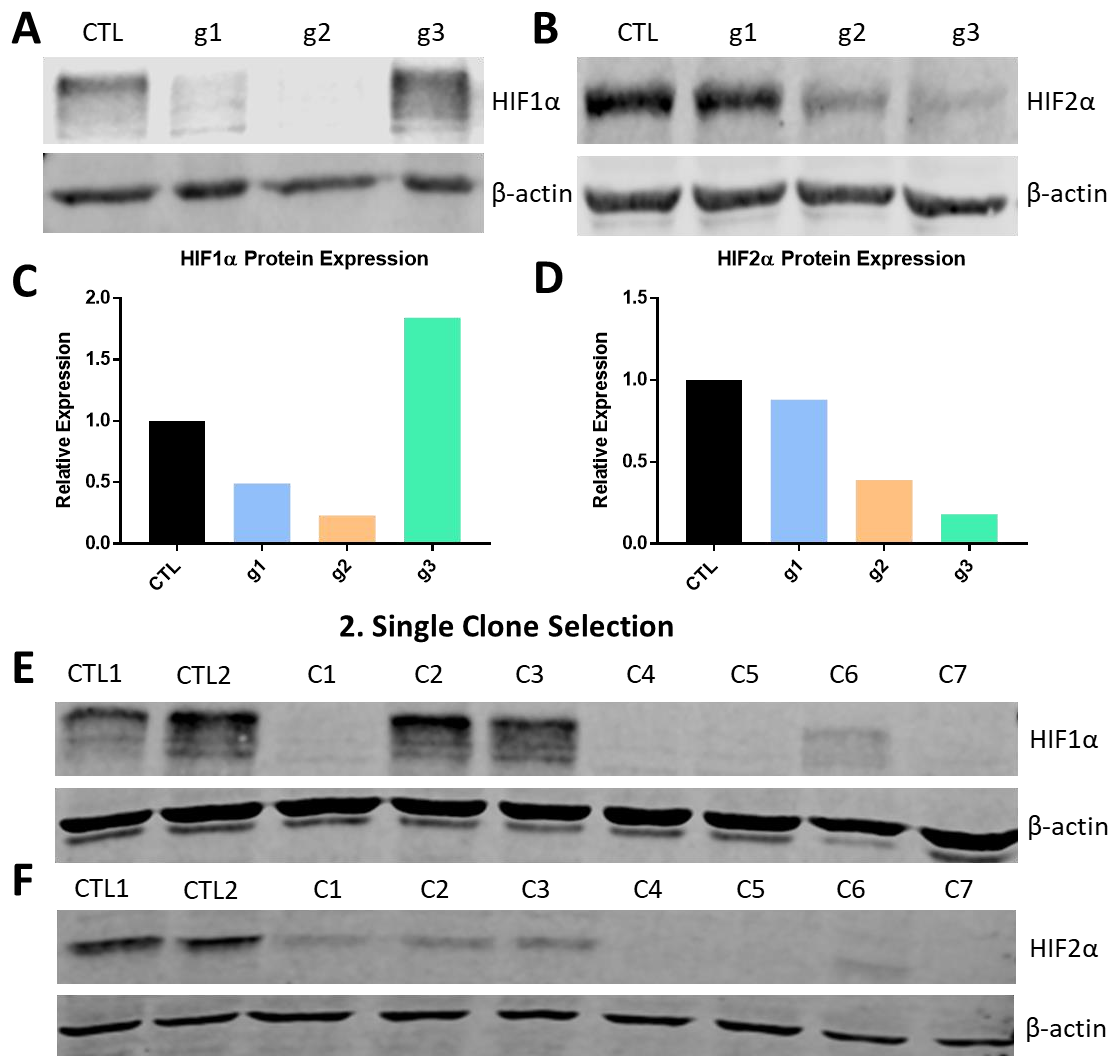 A CTL g1 g2 g3
HIF1α
β-actin
B CTL g1 g2 g3
HIF2α
β-actin
C
HIF1α Protein Expression
Relative Expression
2.0
1.5
1.0
0.5
0.0
CTL g1 g2 g3
D
HIF2α Protein Expression
Relative Expression
1.5
1.0
0.5
0.0
CTL g1 g2 g3
2. Single Clone Selection
E CTL1 CTL2 C1 C2 C3 C4 C5 C6 C7
HIF1α
β-actin
F CTL1 CTL2 C1 C2 C3 C4 C5 C6 C7
HIF2α
β-actin